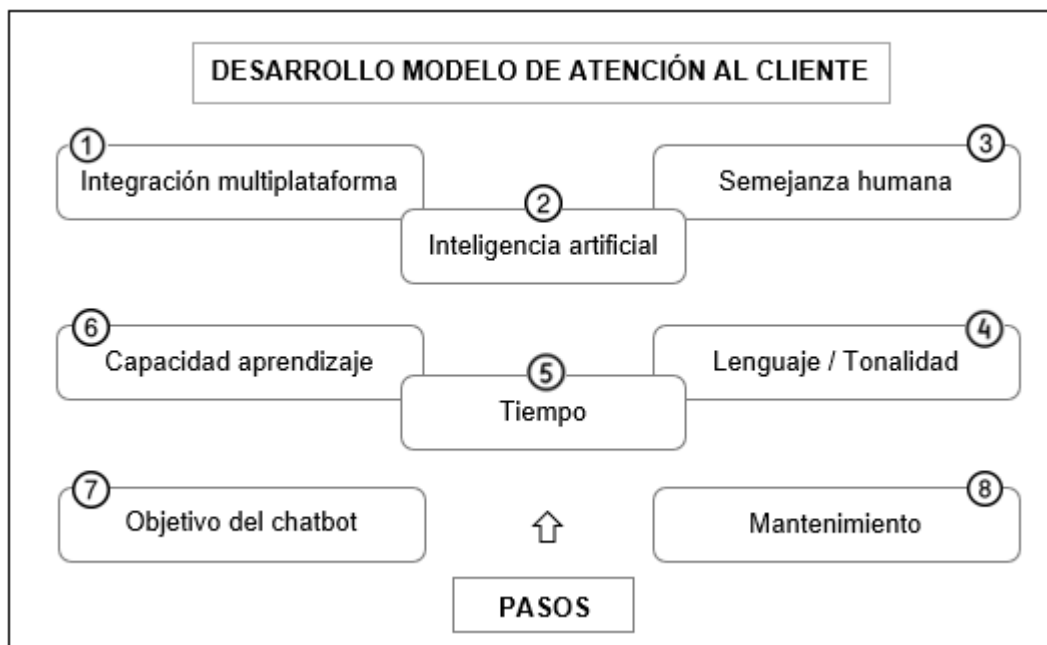 DESARROLLO MODELO DE ATENCIÓN AL CLIENTE
1
Integración multiplataforma
2
Inteligencia artificial
3
Semejanza humana
4
Lenguaje / Tonalidad
5
Tiempo
6
Capacidad aprendizaje
7
Objetivo del chatbot
8
Mantenimiento
PASOS